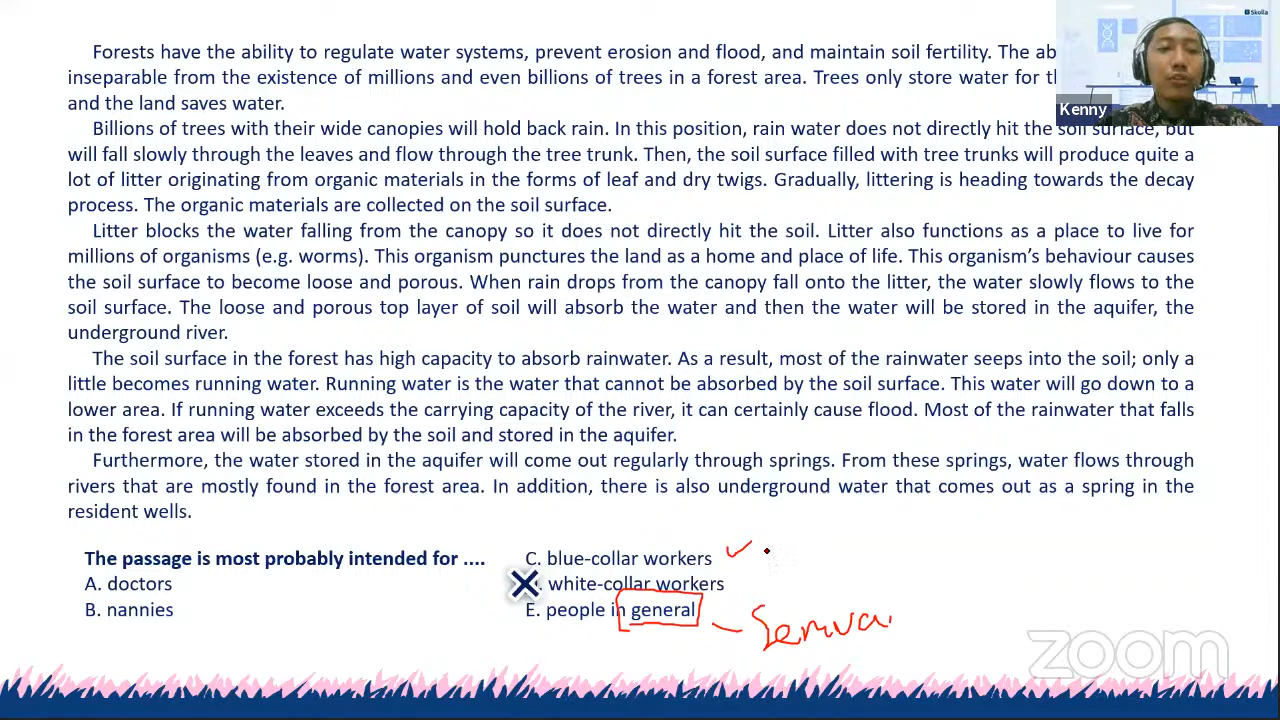 Skolla
Forests have the ability to regulate water systems, prevent erosion and flood, and maintain soil fertility. The
inseparable from the existence of millions and even billions of trees in a forest area. Trees only store water for
and the land saves water.
Kenny
Billions of trees with their wide canopies will hold back rain. In this position, rain water does not directly hit the soil surface, but
will fall slowly through the leaves and flow through the tree trunk. Then, the soil surface filled with tree trunks will produce quite a
lot of litter originating from organic materials in the forms of leaf and dry twigs. Gradually, littering is heading towards the decay
process. The organic materials are collected on the soil surface.
Litter blocks the water falling from the canopy so it does not directly hit the soil. Litter also functions as a place to live for
millions of organisms (e.g. worms). This organism punctures the land as a home and place of life. This organism’s behaviour causes
the soil surface to become loose and porous. When rain drops from the canopy fall onto the litter, the water slowly flows to the
soil surface. The loose and porous top layer of soil will absorb the water and then the water will be stored in the aquifer, the
underground river.
The soil surface in the forest has high capacity to absorb rainwater. As a result, most of the rainwater seeps into the soil; only a
little becomes running water. Running water is the water that cannot be absorbed by the soil surface. This water will go down to a
lower area. If running water exceeds the carrying capacity of the river, it can certainly cause flood. Most of the rainwater that falls
in the forest area will be absorbed by the soil and stored in the aquifer.
Furthermore, the water stored in the aquifer will come out regularly through springs. From these springs, water flows through
rivers that are mostly found in the forest area. In addition, there is also underground water that comes out as a spring in the
resident wells.
The passage is most probably intended for ....
A. doctors
B. nannies
C. blue-collar workers
white-collar workers
E. people in general
Semua
zoom